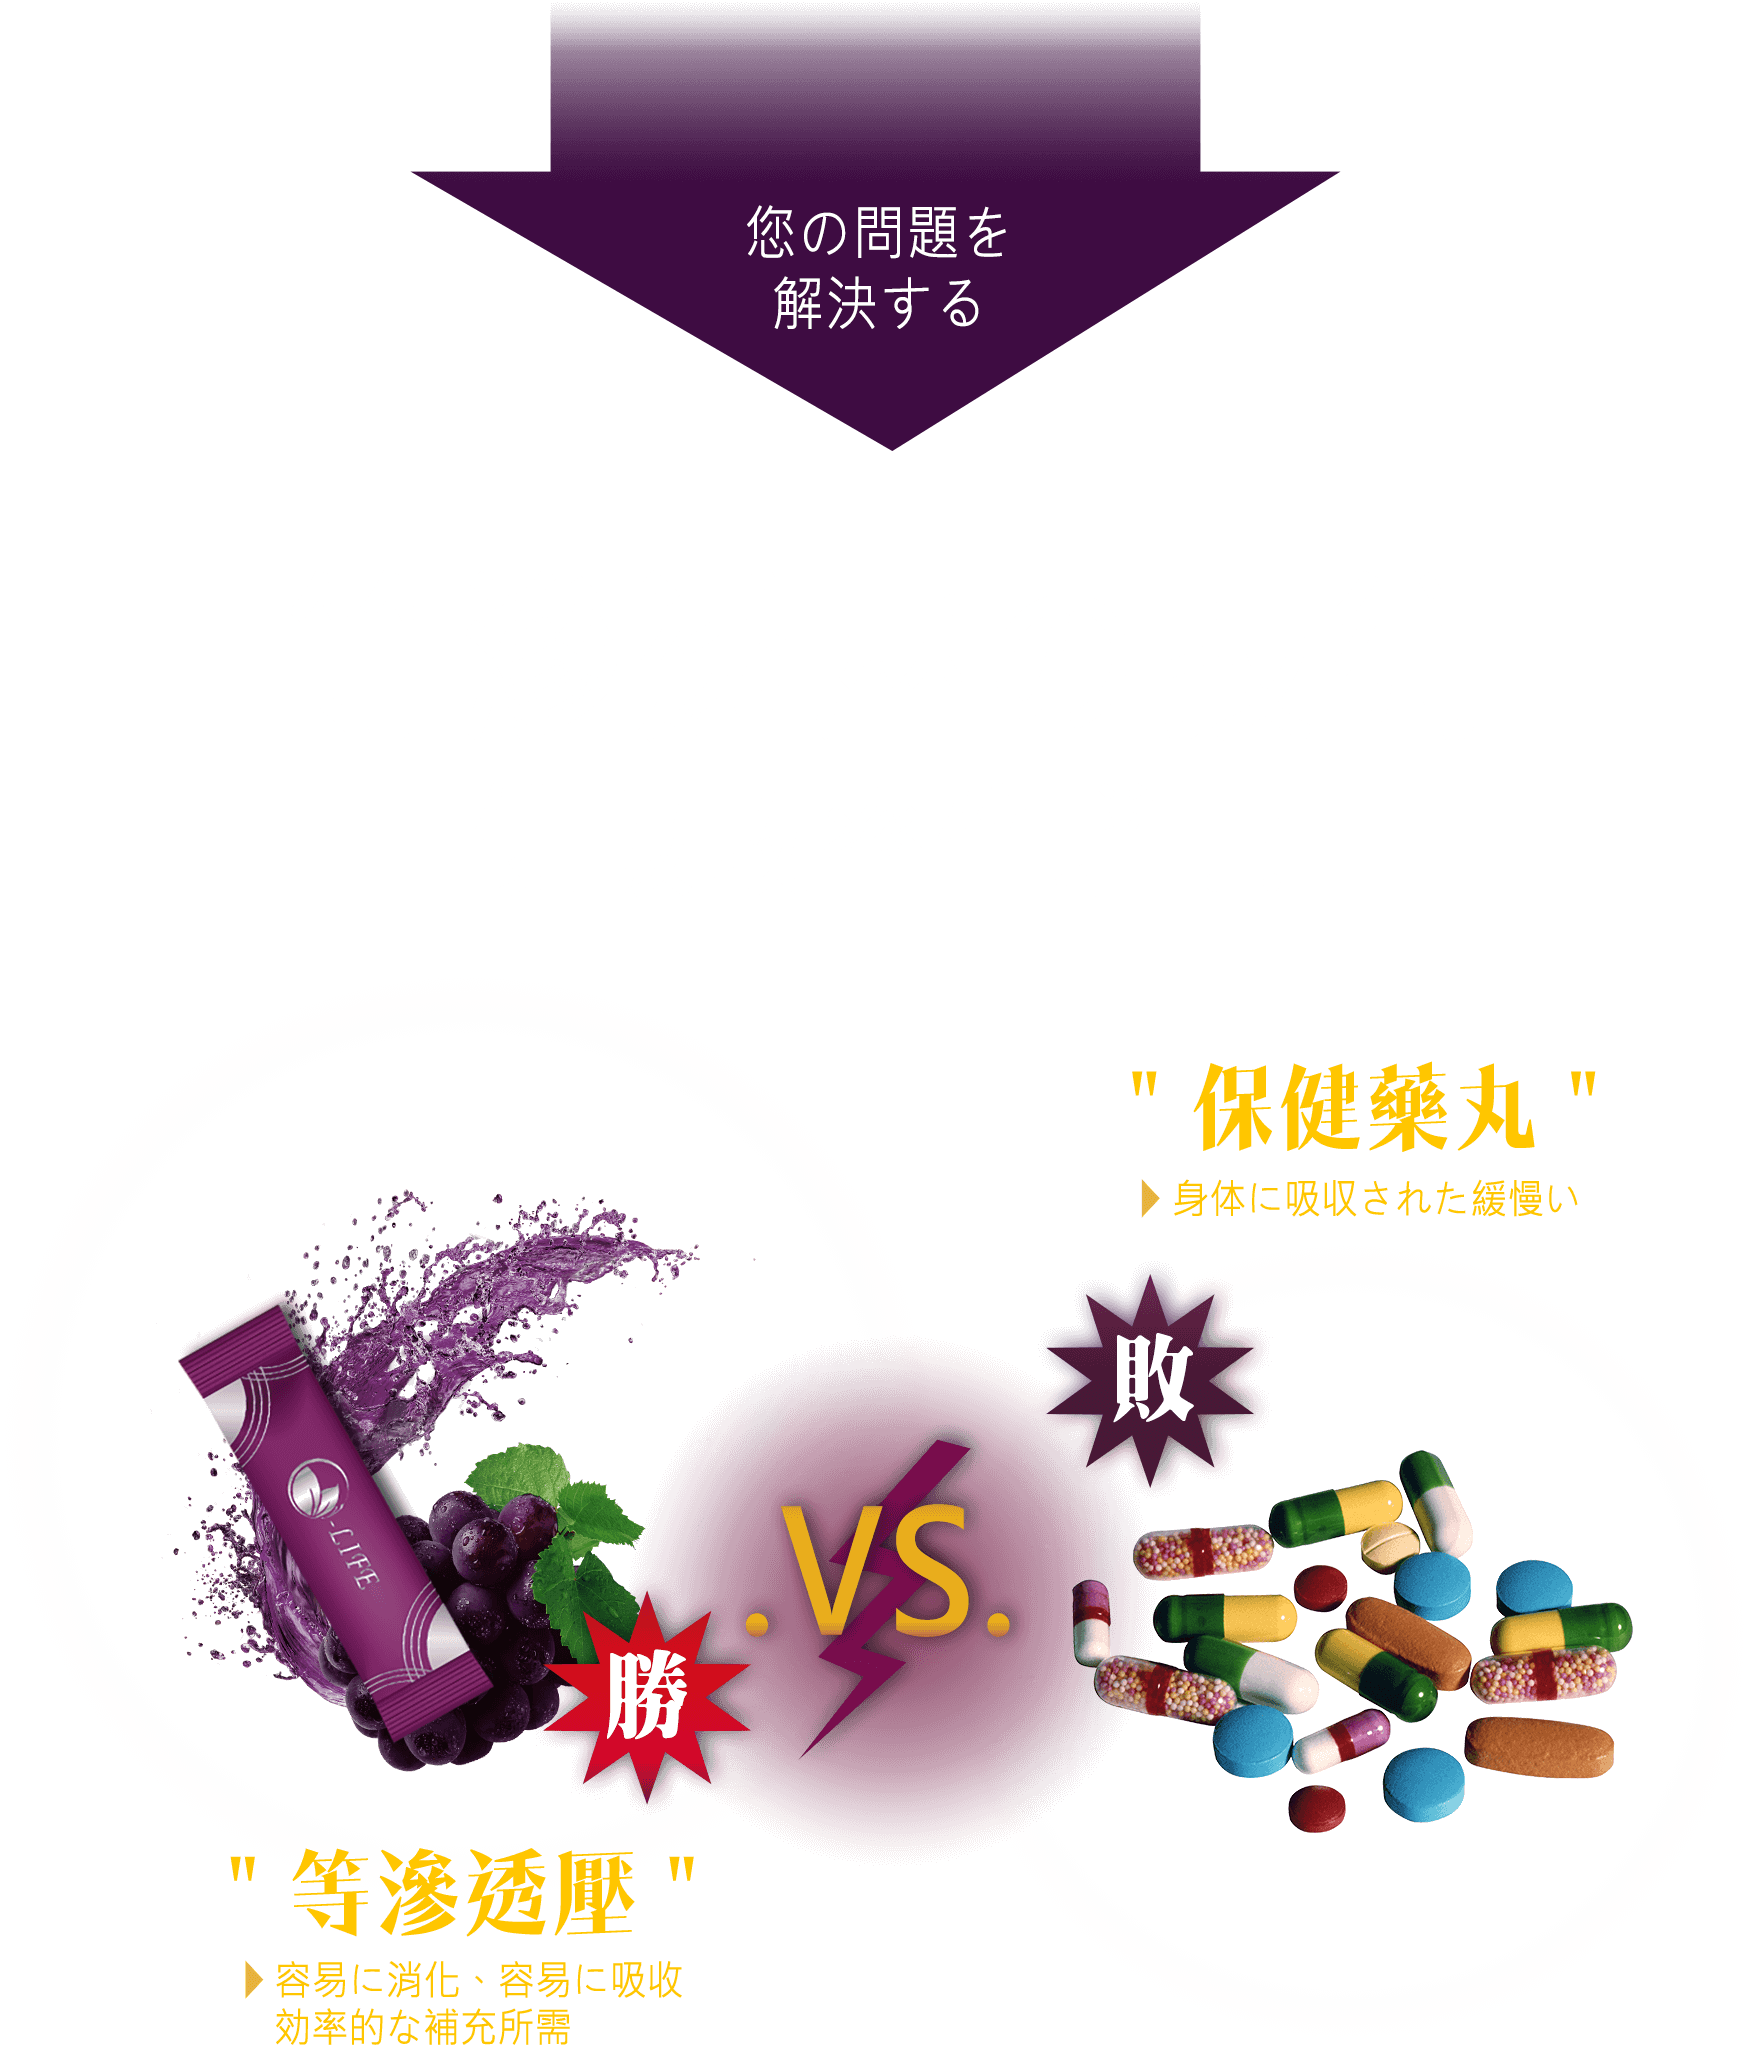 您の問題を
解決する
" 保健藥丸 "
身体に吸収された緩慢い
敗
.VS.
-LIFE
勝
" 等滲透壓 "
容易に消化、容易に吸收
効率的な補充所需